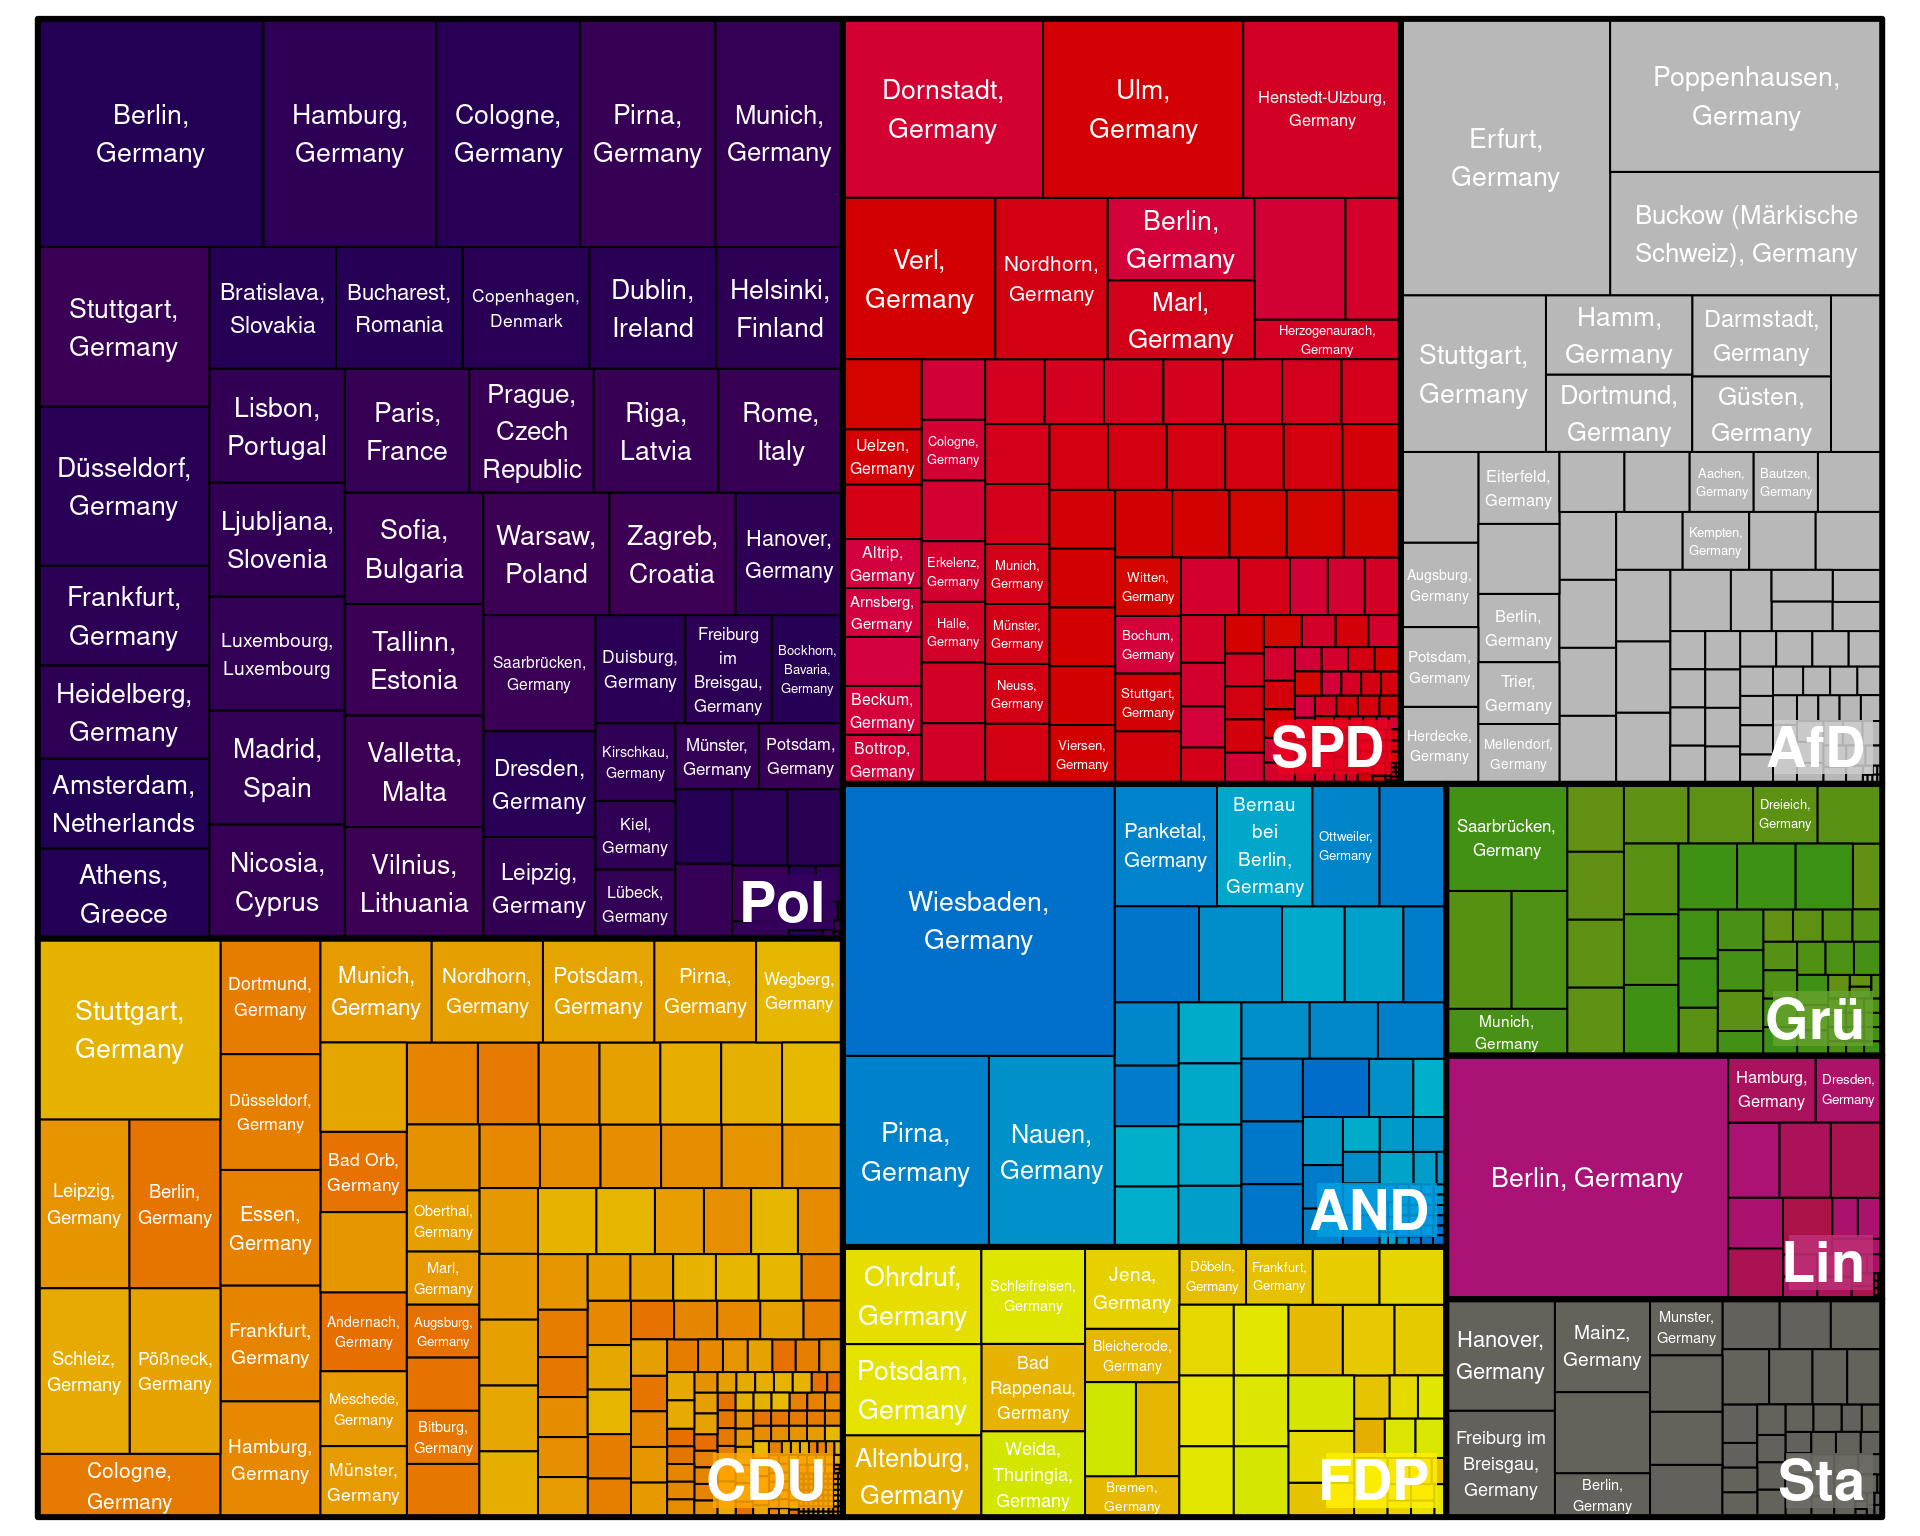 Berlin,
Germany
Hamburg,
Germany
Cologne,
Germany
Pirna,
Germany
Munich,
Germany
Stuttgart,
Germany
Bratislava,
Slovakia
Bucharest,
Romania
Copenhagen,
Denmark
Dublin,
Ireland
Helsinki,
Finland
Düsseldorf,
Germany
Lisbon,
Portugal
Paris,
France
Prague,
Czech
Republic
Riga,
Latvia
Rome,
Italy
Ljubljana,
Slovenia
Sofia,
Bulgaria
Warsaw,
Poland
Zagreb,
Croatia
Hanover,
Germany
Frankfurt,
Germany
Luxembourg,
Luxembourg
Tallinn,
Estonia
Saarbrücken,
Germany
Duisburg,
Germany
Freiburg
im
Breisgau,
Germany
Bockhorn,
Bavaria,
Germany
Heidelberg,
Germany
Madrid,
Spain
Valletta,
Malta
Dresden,
Germany
Kirschkau,
Germany
Münster,
Germany
Potsdam,
Germany
Amsterdam,
Netherlands
Kiel,
Germany
Athens,
Greece
Nicosia,
Cyprus
Vilnius,
Lithuania
Leipzig,
Germany
Lübeck,
Germany
Pol
Dornstadt,
Germany
Ulm,
Germany
Henstedt-Ulzburg,
Germany
Verl,
Germany
Nordhorn,
Germany
Berlin,
Germany
Marl,
Germany
Herzogenaurach,
Germany
Uelzen,
Germany
Cologne,
Germany
Altrip,
Germany
Erkelenz,
Germany
Munich,
Germany
Witten,
Germany
Arnsberg,
Germany
Halle,
Germany
Münster,
Germany
Bochum,
Germany
Beckum,
Germany
Neuss,
Germany
Stuttgart,
Germany
Bottrop,
Germany
Viersen,
Germany
SPD
Erfurt,
Germany
Poppenhausen,
Germany
Buckow (Märkische
Schweiz), Germany
Stuttgart,
Germany
Hamm,
Germany
Darmstadt,
Germany
Dortmund,
Germany
Güsten,
Germany
Eiterfeld,
Germany
Aachen,
Germany
Bautzen,
Germany
Kempten,
Germany
Augsburg,
Germany
Berlin,
Germany
Potsdam,
Germany
Trier,
Germany
Herdecke,
Germany
Mellendorf,
Germany
AfD
Stuttgart,
Germany
Dortmund,
Germany
Munich,
Germany
Nordhorn,
Germany
Potsdam,
Germany
Pirna,
Germany
Wegberg,
Germany
Düsseldorf,
Germany
Leipzig,
Germany
Berlin,
Germany
Essen,
Germany
Bad Orb,
Germany
Oberthal,
Germany
Marl,
Germany
Schleiz,
Germany
Pößneck,
Germany
Frankfurt,
Germany
Andernach,
Germany
Augsburg,
Germany
Meschede,
Germany
Bitburg,
Germany
Cologne,
Germany
Hamburg,
Germany
Münster,
Germany
CDU
Wiesbaden,
Germany
Panketal,
Germany
Bernau
bei
Berlin,
Germany
Ottweiler,
Germany
Pirna,
Germany
Nauen,
Germany
AND
Ohrdruf,
Germany
Schleifreisen,
Germany
Jena,
Germany
Döbeln,
Germany
Frankfurt,
Germany
Potsdam,
Germany
Bad
Rappenau,
Germany
Bleicherode,
Germany
Altenburg,
Germany
Weida,
Thuringia,
Germany
Bremen,
Germany
FDP
Saarbrücken,
Germany
Dreieich,
Germany
Munich,
Germany
Grü
Berlin, Germany
Hamburg,
Germany
Dresden,
Germany
Lin
Hanover,
Germany
Mainz,
Germany
Munster,
Germany
Freiburg im
Breisgau,
Germany
Berlin,
Germany
Sta